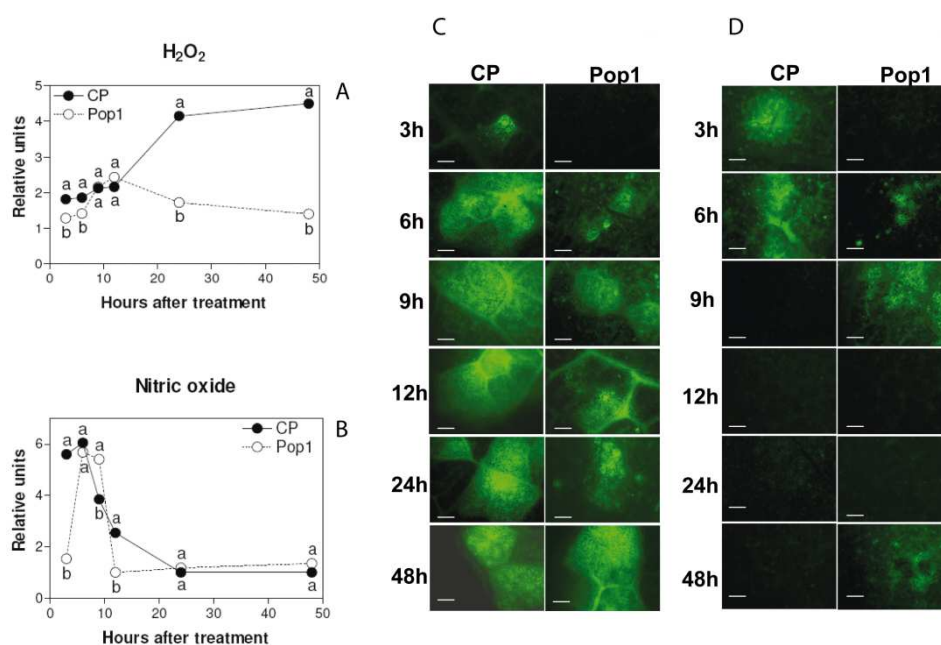 H₂O₂
A
CP
Pop1
Relative units
5
4
3
2
1
0
a a a a a a
a a
b b b b
0 10 20 30 40 50
Hours after treatment
Nitric oxide
B
CP
Pop1
Relative units
6
4
2
0
a a a a a a
a a
b b b
0 10 20 30 40 50
Hours after treatment
C
CP Pop1
3h
6h
9h
12h
24h
48h
D
CP Pop1
3h
6h
9h
12h
24h
48h